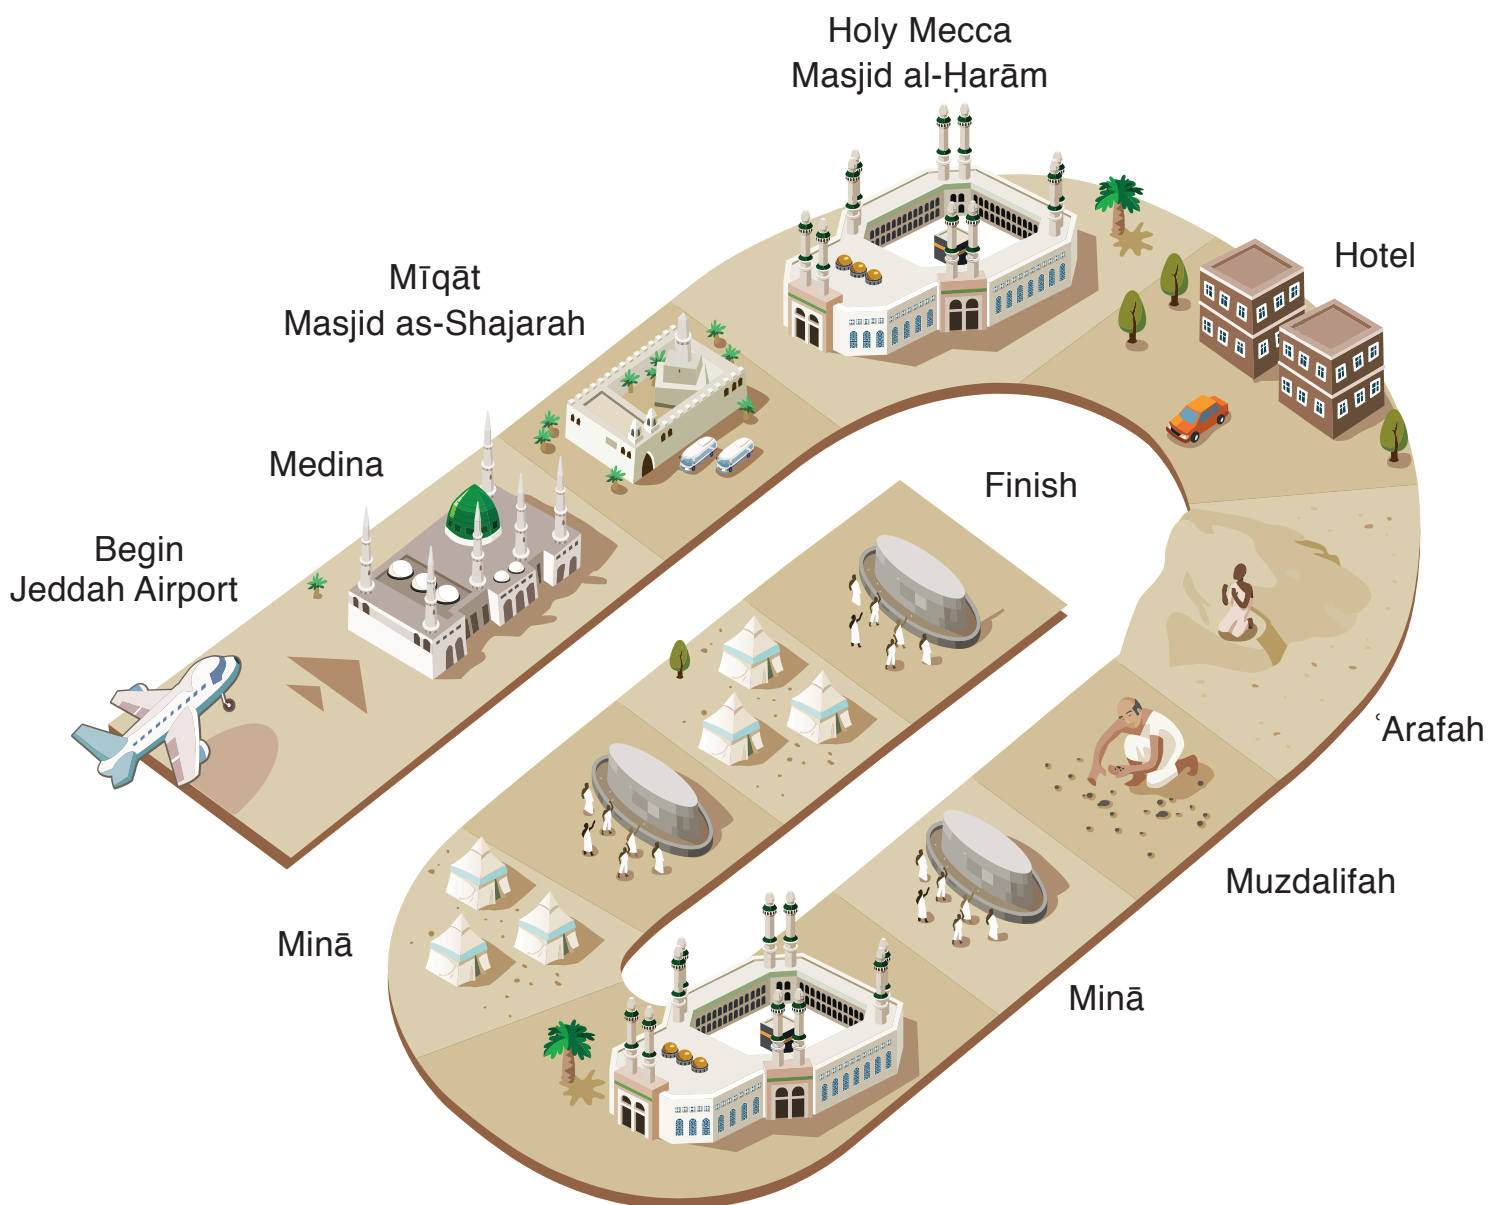 Holy Mecca
Masjid al-Ḥarām
Hotel
Mīqāt
Masjid as-Shajarah
Medina
Finish
Begin
Jeddah Airport
ʿArafah
Muzdalifah
Minā
Minā